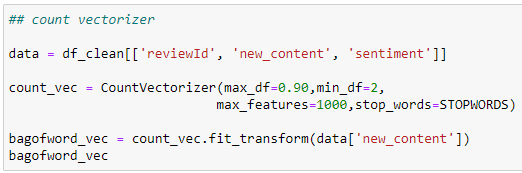 ## count vectorizer
data = df_clean[['reviewId', 'new_content', 'sentiment']]
count_vec = CountVectorizer(max_df=0.90,min_df=2,
max_features=1000,stop_words=STOPWORDS)
bagofword_vec = count_vec.fit_transform(data['new_content'])
bagofword_vec